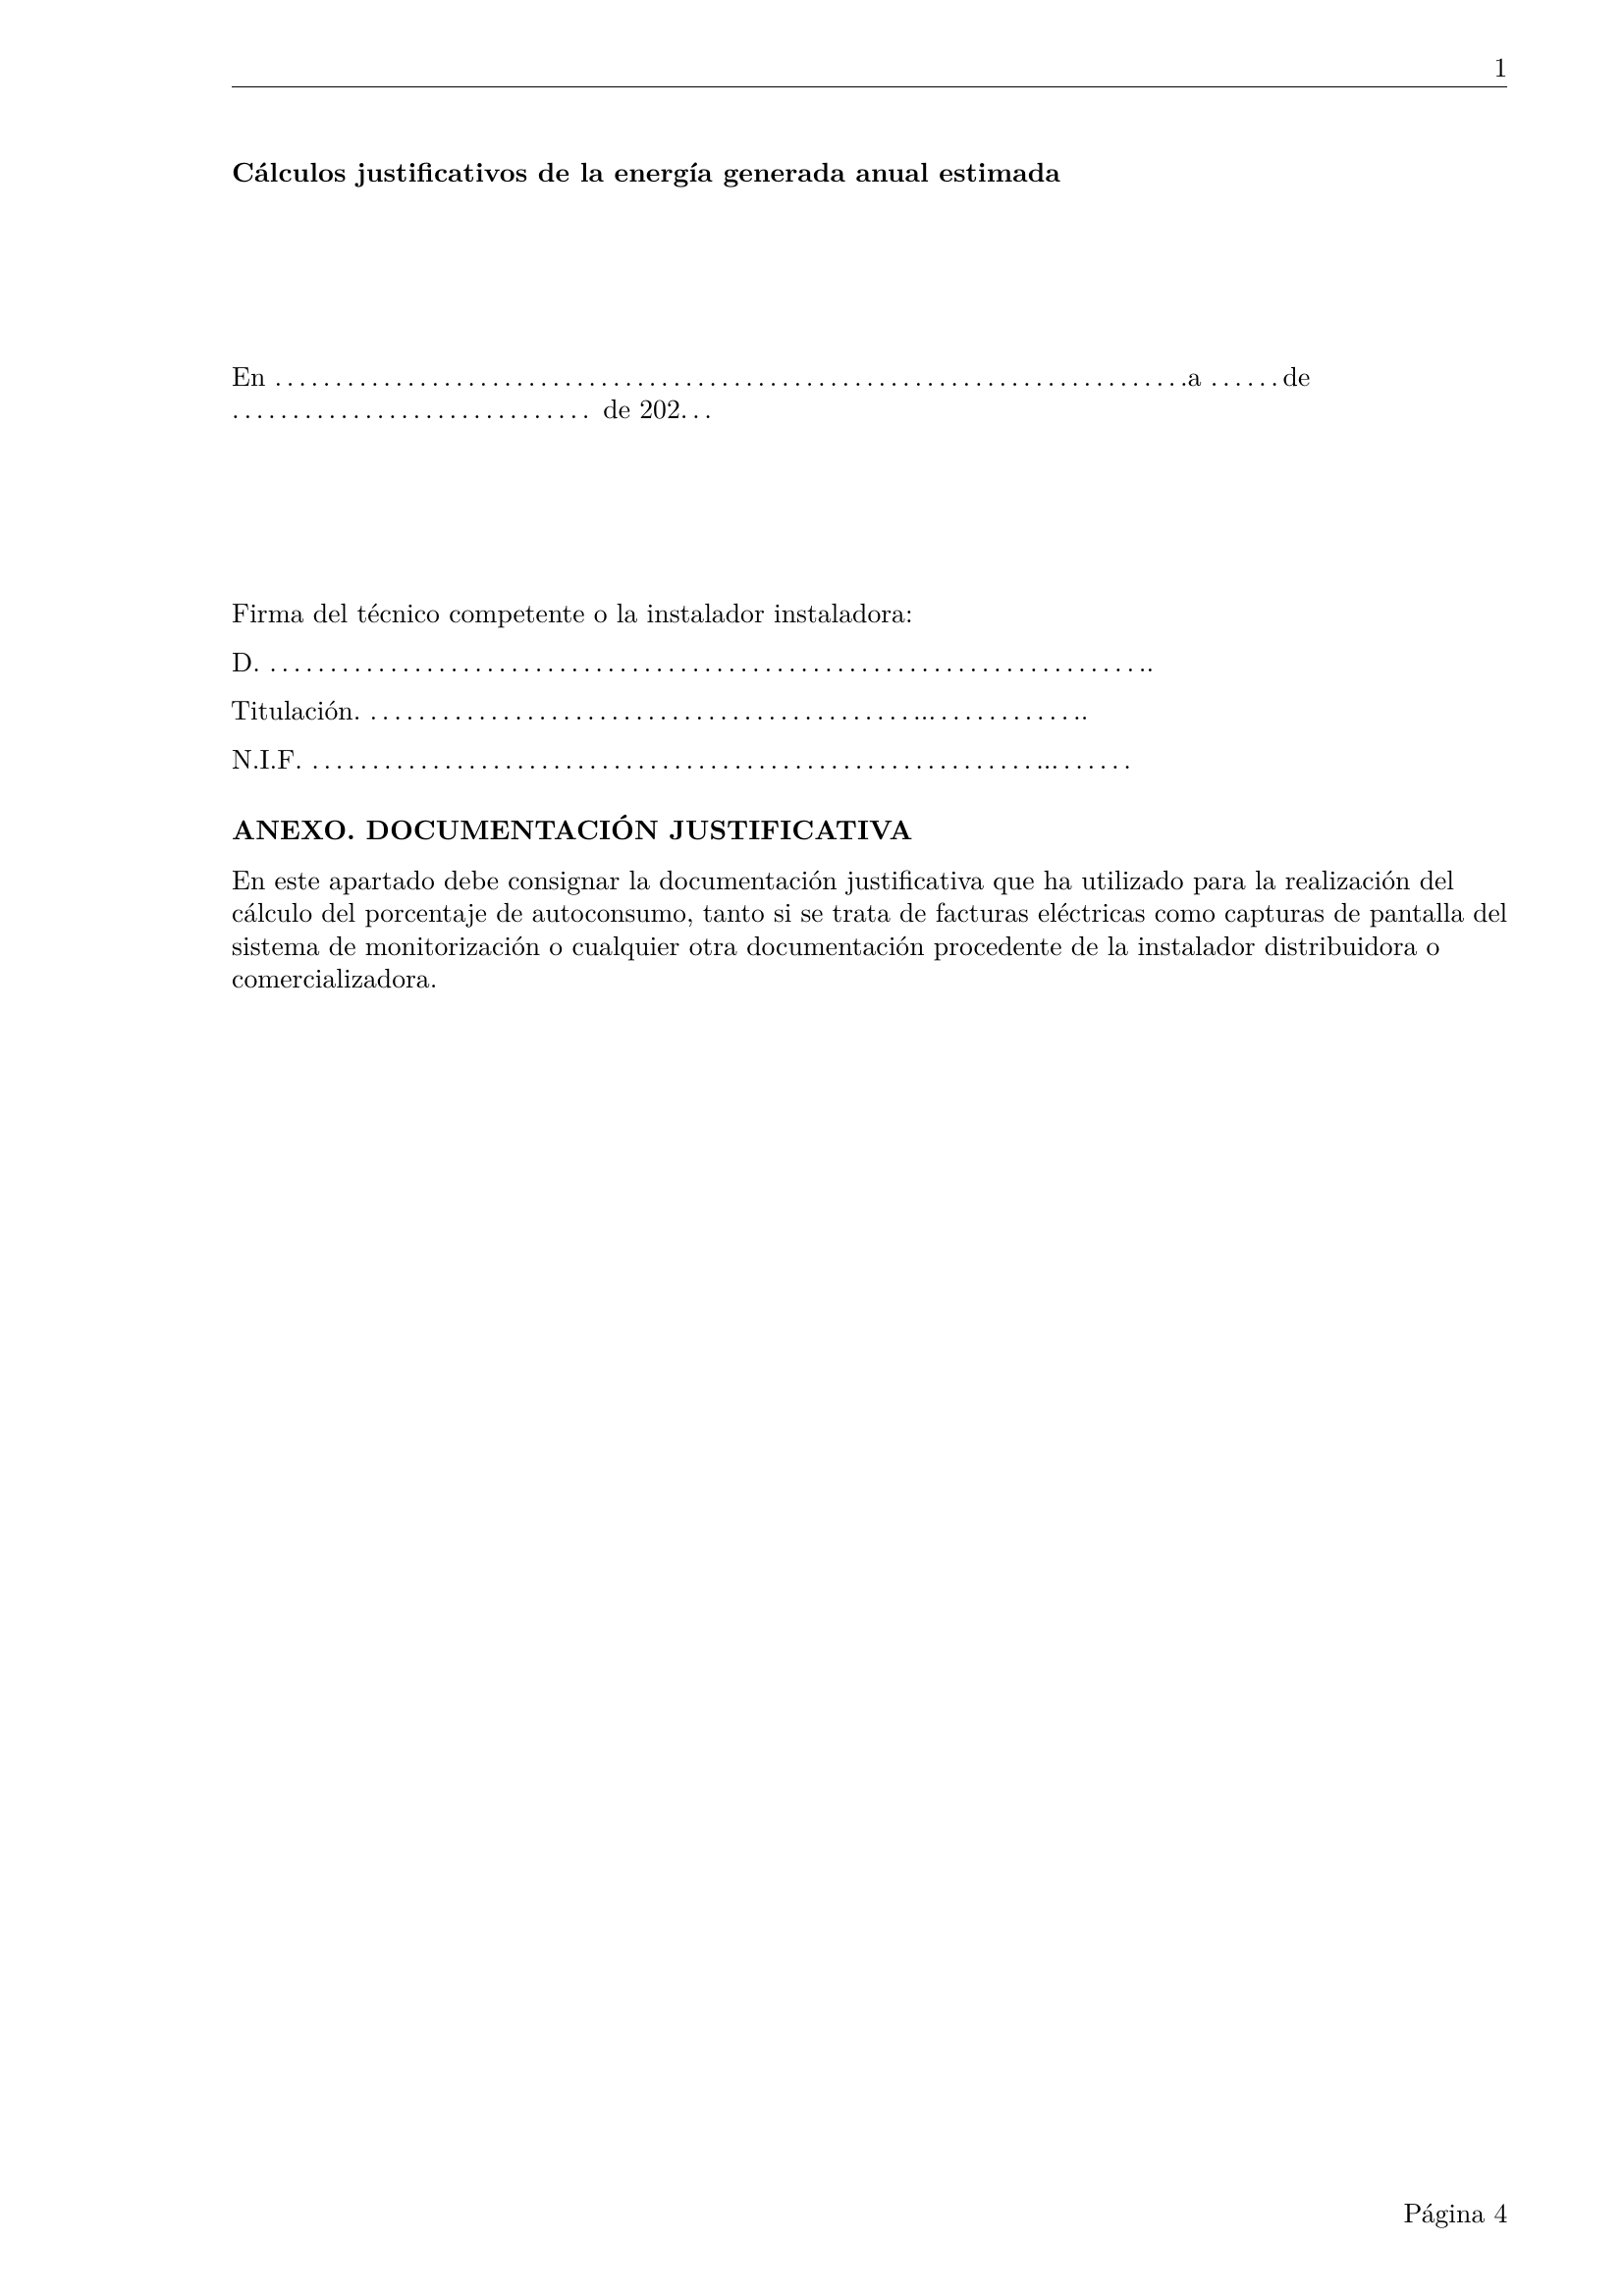 1
Cálculos justificativos de la energía generada anual estimada
En ………………………………………………………………………….a ……de
…………………………… de 202…
Firma del técnico competente o la instalador instaladora:
D. ……………………………………………………………………….
Titulación. ……………………………………………..………….
N.I.F. …………………………………………………………..……
ANEXO. DOCUMENTACIÓN JUSTIFICATIVA
En este apartado debe consignar la documentación justificativa que ha utilizado para la realización del
cálculo del porcentaje de autoconsumo, tanto si se trata de facturas eléctricas como capturas de pantalla del
sistema de monitorización o cualquier otra documentación procedente de la instalador distribuidora o
comercializadora.
Página 4